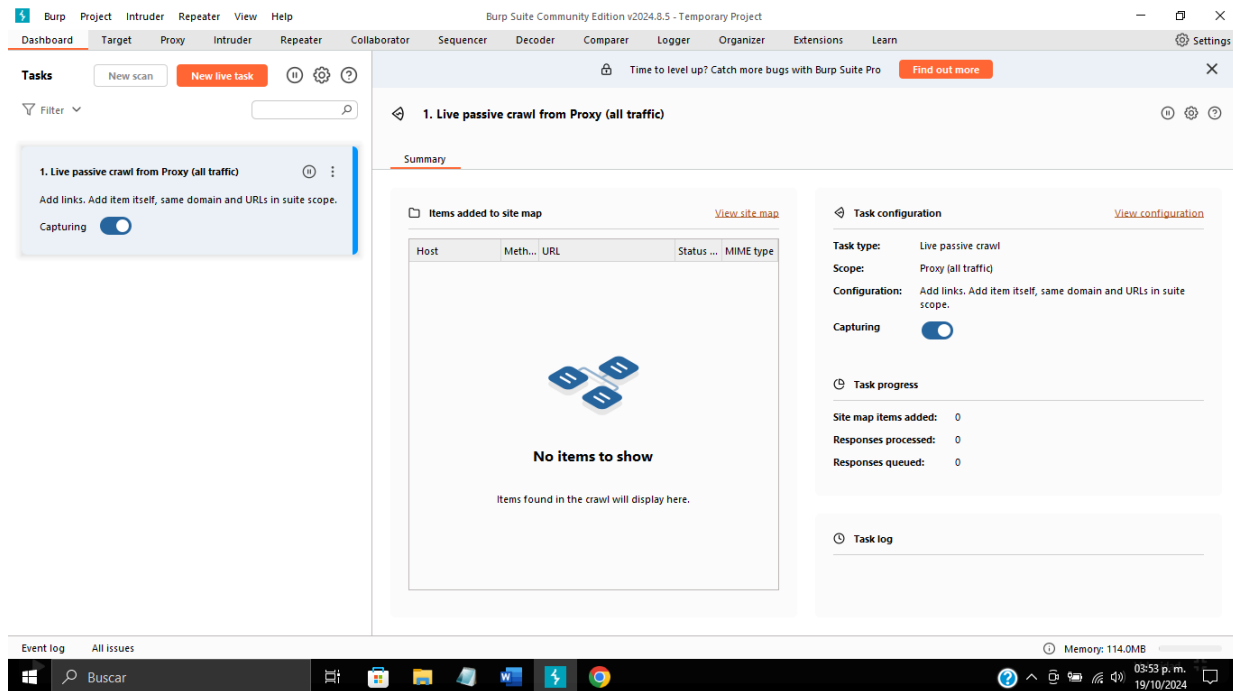 Burp Project Intruder Repeater View Help Burp Suite Community Edition v2024.8.5 - Temporary Project
Dashboard Target Proxy Intruder Repeater Collaborator Sequencer Decoder Comparer Logger Organizer Extensions Learn Settings
Tasks New scan New live task
Time to level up? Catch more bugs with Burp Suite Pro Find out more
Filter
1. Live passive crawl from Proxy (all traffic)
Add links. Add item itself, same domain and URLs in suite scope.
Capturing
1. Live passive crawl from Proxy (all traffic)
Summary
Items added to site map View site map
Host Meth... URL Status ... MIME type
No items to show
Items found in the crawl will display here.
Task configuration View configuration
Task type: Live passive crawl
Scope: Proxy (all traffic)
Configuration: Add links. Add item itself, same domain and URLs in suite
scope.
Capturing
Task progress
Site map items added: 0
Responses processed: 0
Responses queued: 0
Task log
Event log All issues Memory: 114.0MB
Buscar
03:53 p. m.
19/10/2024